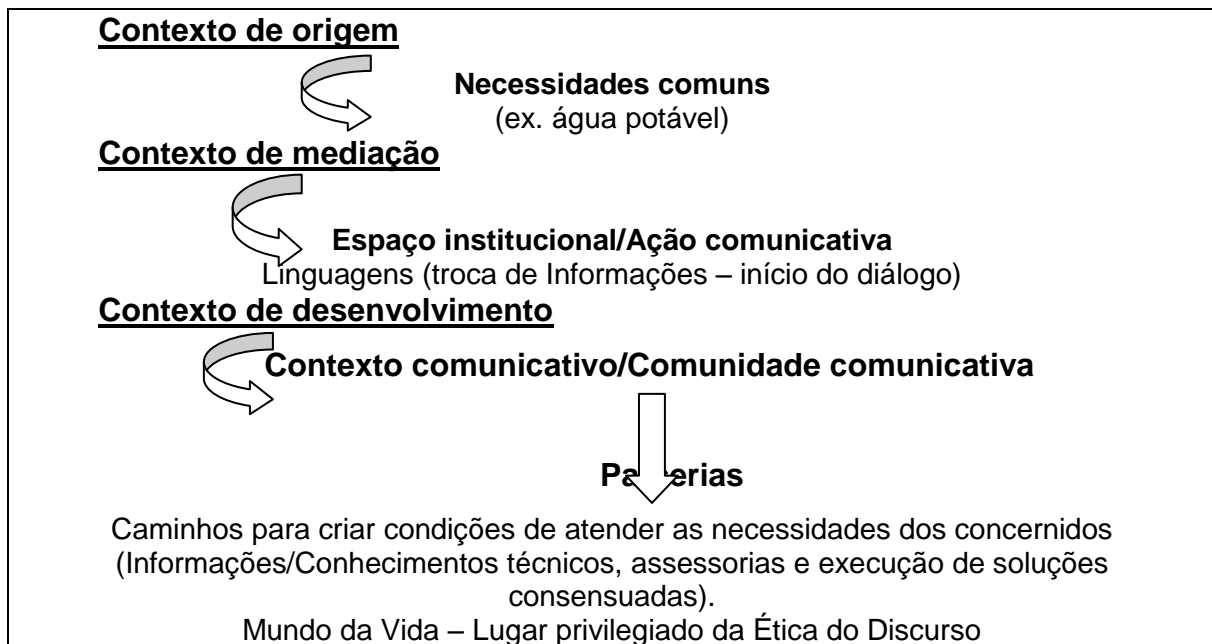 Contexto de origem
Necessidades comuns
(ex. água potável)
Contexto de mediação
Espaço institucional/Ação comunicativa
Linguagens (troca de Informações – início do diálogo)
Contexto de desenvolvimento
Contexto comunicativo/Comunidade comunicativa
Parcerias
Caminhos para criar condições de atender as necessidades dos concernidos
(Informações/Conhecimentos técnicos, assessorias e execução de soluções
consensuadas).
Mundo da Vida – Lugar privilegiado da Ética do Discurso